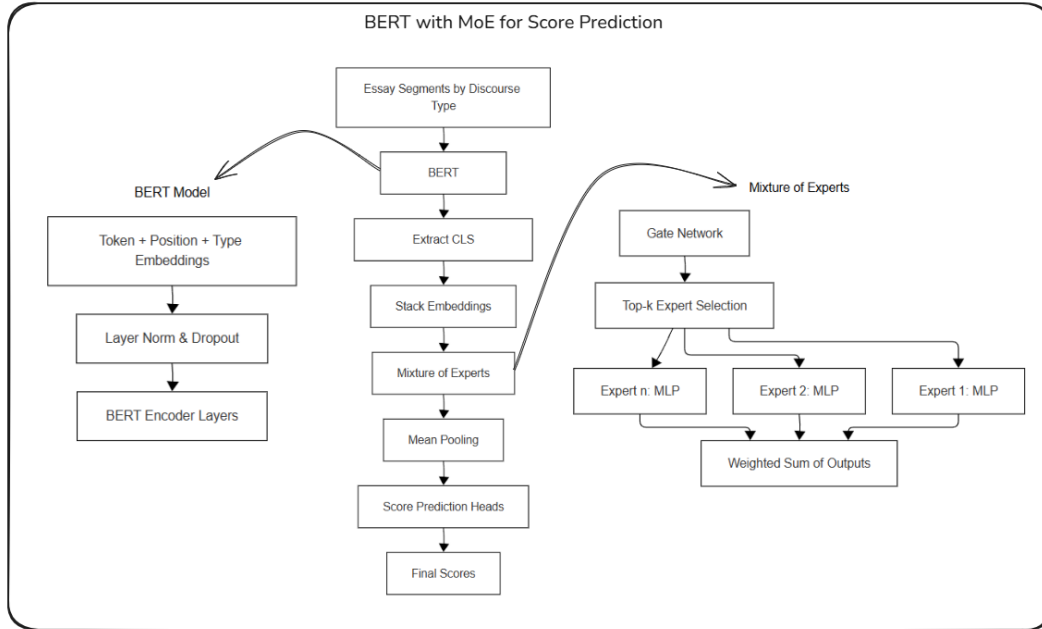 BERT with MoE for Score Prediction
Essay Segments by Discourse
Type
BERT
Extract CLS
Stack Embeddings
Mixture of Experts
Mean Pooling
Score Prediction Heads
Final Scores
BERT Model
Token + Position + Type
Embeddings
Layer Norm & Dropout
BERT Encoder Layers
Mixture of Experts
Gate Network
Top-k Expert Selection
Expert n: MLP
Expert 2: MLP
Expert 1: MLP
Weighted Sum of Outputs